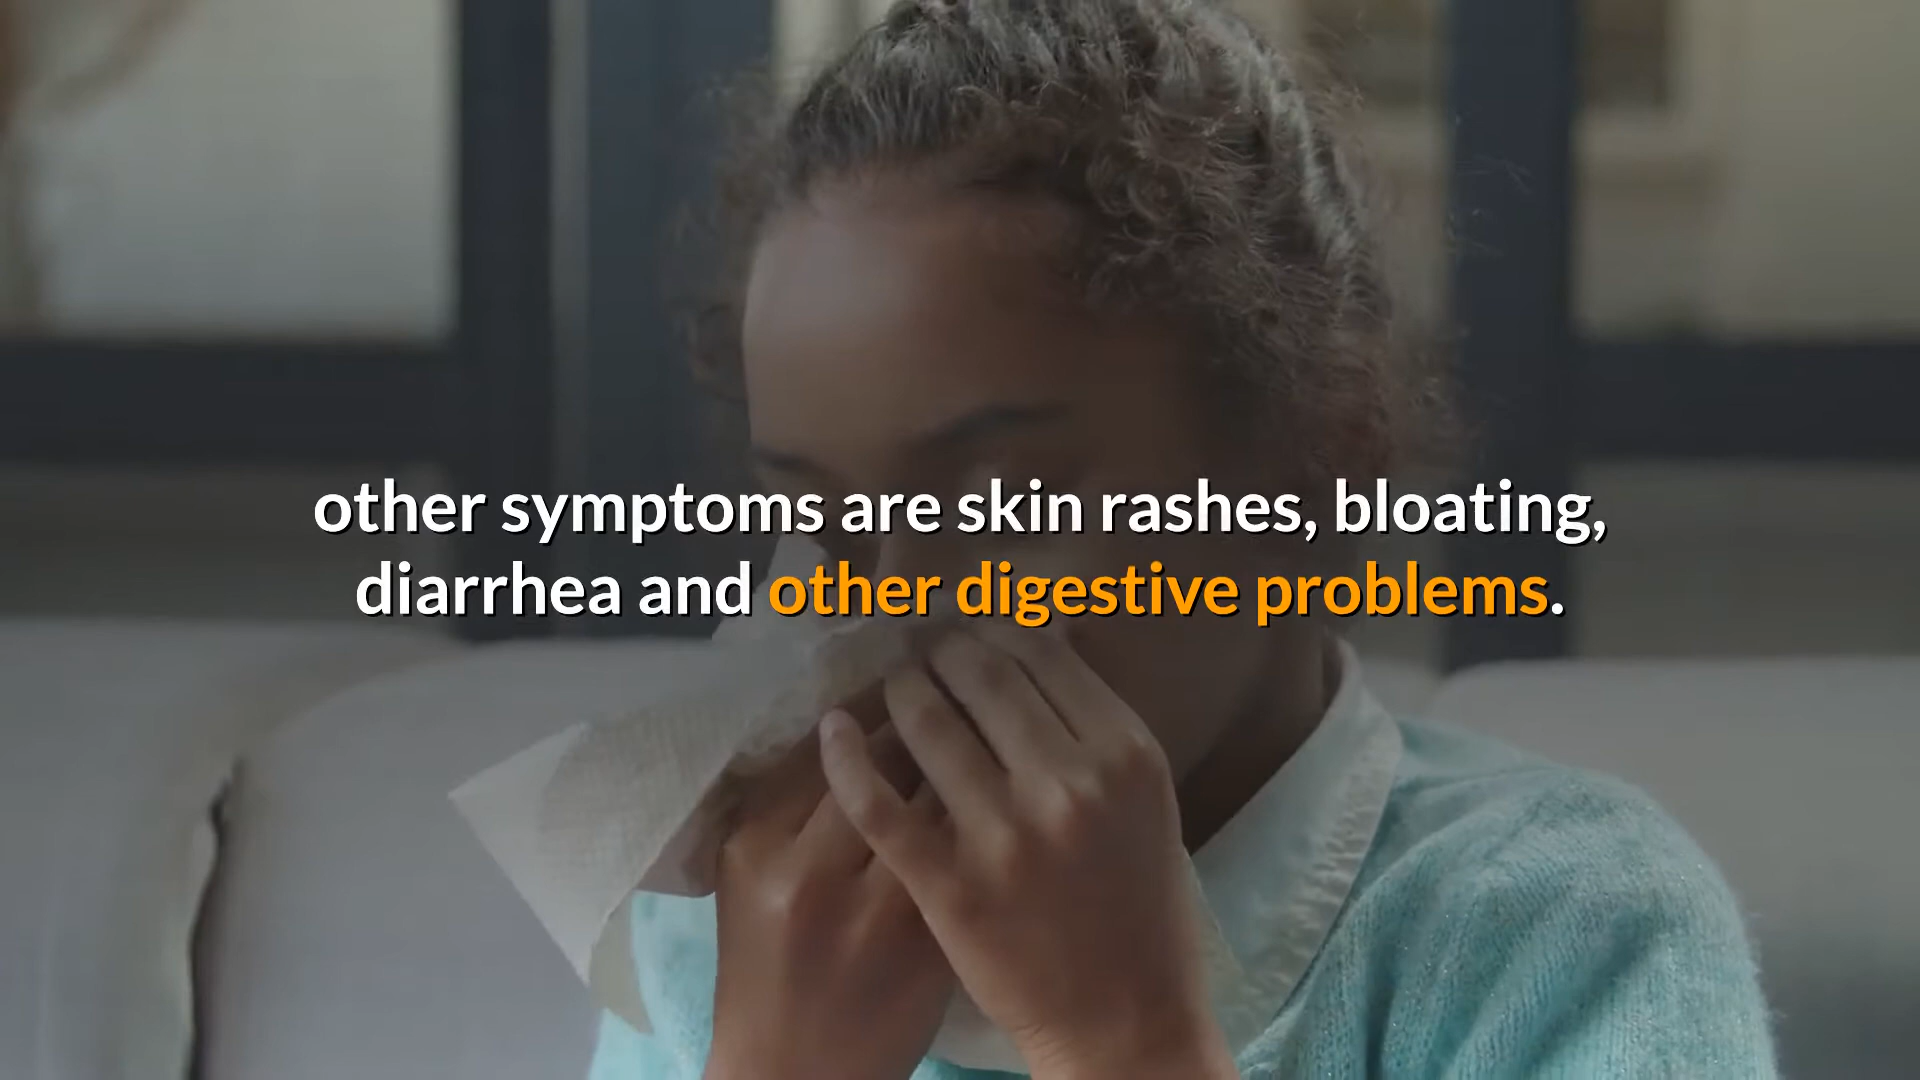 other symptoms are skin rashes, bloating,
diarrhea and other digestive problems.